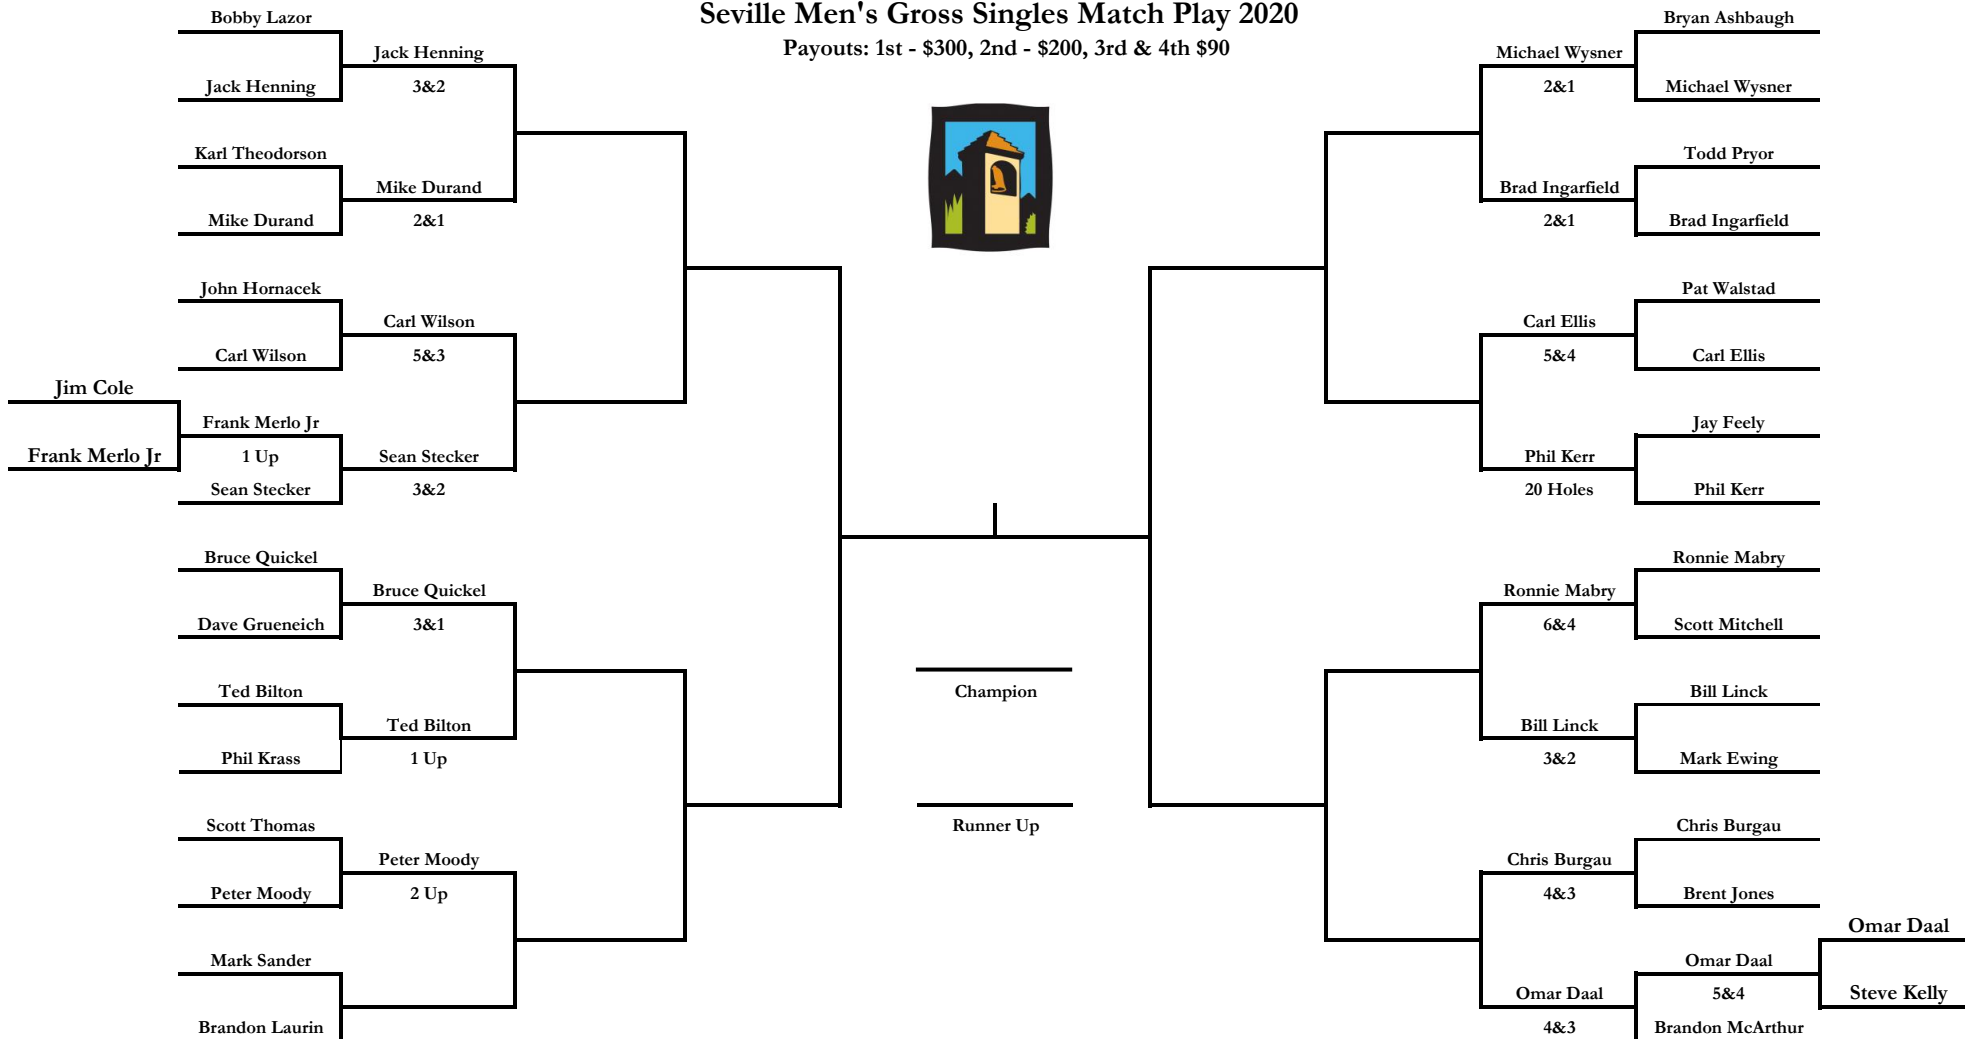 Seville Men's Gross Singles Match Play 2020
Payouts: 1st - $300, 2nd - $200, 3rd & 4th $90
Bobby Lazor
Jack Henning
Jack Henning
3&2
Karl Theodorson
Mike Durand
Mike Durand
2&1
John Hornacek
Carl Wilson
Carl Wilson
5&3
Jim Cole
Frank Merlo Jr
Frank Merlo Jr
1 Up
Sean Stecker
Sean Stecker
3&2
Bruce Quickel
Bruce Quickel
Dave Grueneich
3&1
Ted Bilton
Ted Bilton
Phil Krass
1 Up
Scott Thomas
Peter Moody
Peter Moody
2 Up
Mark Sander
Brandon Laurin
Champion
Runner Up
Bryan Ashbaugh
Michael Wysner
2&1
Michael Wysner
Todd Pryor
Brad Ingarfield
2&1
Brad Ingarfield
Pat Walstad
Carl Ellis
5&4
Carl Ellis
Jay Feely
Phil Kerr
20 Holes
Phil Kerr
Ronnie Mabry
Ronnie Mabry
6&4
Scott Mitchell
Bill Linck
Bill Linck
3&2
Mark Ewing
Chris Burgau
Chris Burgau
4&3
Brent Jones
Omar Daal
Omar Daal
Omar Daal
5&4
Steve Kelly
4&3
Brandon McArthur